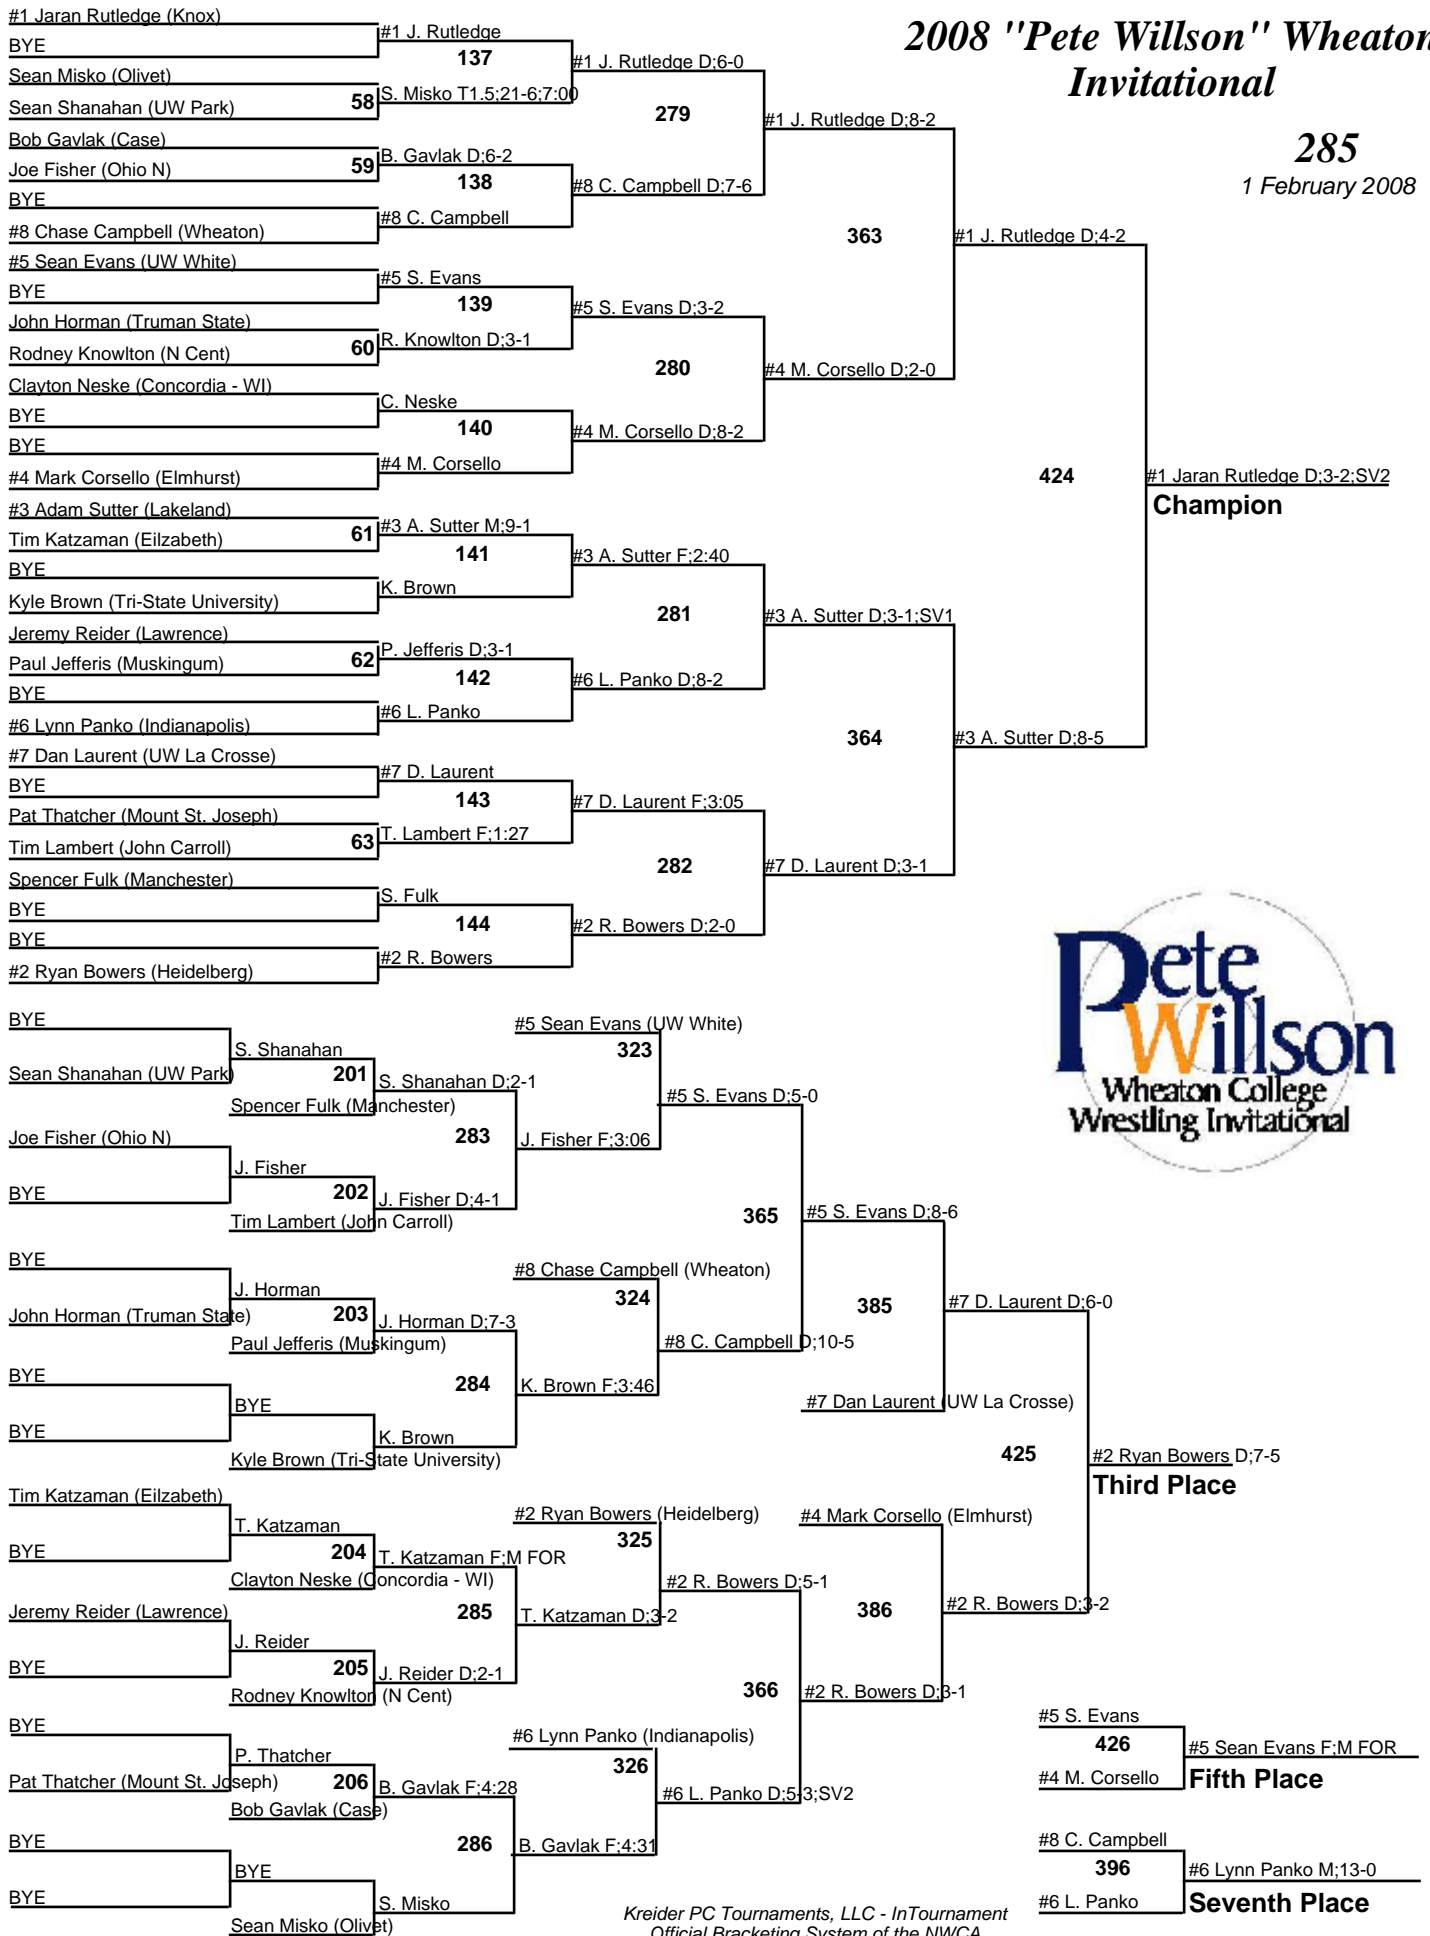 2008 "Pete Willson" Wheaton
Invitational
285
1 February 2008
#1 Jaran Rutledge (Knox)
BYE
Sean Misko (Olivet)
Sean Shanahan (UW Park)
Bob Gavlak (Case)
Joe Fisher (Ohio N)
BYE
#8 Chase Campbell (Wheaton)
#5 Sean Evans (UW White)
BYE
John Horman (Truman State)
Rodney Knowlton (N Cent)
Clayton Neske (Concordia - WI)
BYE
BYE
#4 Mark Corsello (Elmhurst)
#3 Adam Sutter (Lakeland)
Tim Katzaman (Eilzabeth)
BYE
Kyle Brown (Tri-State University)
Jeremy Reider (Lawrence)
Paul Jefferis (Muskingum)
BYE
#6 Lynn Panko (Indianapolis)
#7 Dan Laurent (UW La Crosse)
BYE
Pat Thatcher (Mount St. Joseph)
Tim Lambert (John Carroll)
Spencer Fulk (Manchester)
BYE
BYE
#2 Ryan Bowers (Heidelberg)
58
59
60
61
62
63
#1 J. Rutledge
137
S. Misko T1.5;21-6;7:00
B. Gavlak D;6-2
138
#8 C. Campbell
#5 S. Evans
139
R. Knowlton D;3-1
C. Neske
140
#4 M. Corsello
#3 A. Sutter M;9-1
141
K. Brown
P. Jefferis D;3-1
142
#6 L. Panko
#7 D. Laurent
143
T. Lambert F;1:27
S. Fulk
144
#2 R. Bowers
#1 J. Rutledge D;6-0
279
#8 C. Campbell D;7-6
#5 S. Evans D;3-2
280
#4 M. Corsello D;8-2
#3 A. Sutter F;2:40
281
#6 L. Panko D;8-2
#7 D. Laurent F;3:05
282
#2 R. Bowers D;2-0
#1 J. Rutledge D;8-2
363
#4 M. Corsello D;2-0
#3 A. Sutter D;3-1;SV1
364
#7 D. Laurent D;3-1
#1 J. Rutledge D;4-2
424
#3 A. Sutter D;8-5
#1 Jaran Rutledge D;3-2;SV2
Champion
Pete
Willson
Wheaton College
Wrestling Invitational
BYE
Sean Shanahan (UW Park)
Joe Fisher (Ohio N)
BYE
BYE
John Horman (Truman State)
BYE
BYE
Tim Katzaman (Eilzabeth)
BYE
Jeremy Reider (Lawrence)
BYE
BYE
Pat Thatcher (Mount St. Joseph)
BYE
BYE
S. Shanahan
201
Spencer Fulk (Manchester)
J. Fisher
202
Tim Lambert (John Carroll)
J. Horman
203
Paul Jefferis (Muskingum)
BYE
Kyle Brown (Tri-State University)
T. Katzaman
204
Clayton Neske (Concordia - WI)
J. Reider
205
Rodney Knowlton (N Cent)
P. Thatcher
206
Bob Gavlak (Case)
BYE
Sean Misko (Olivet)
S. Shanahan D;2-1
283
J. Fisher D;4-1
J. Horman D;7-3
284
K. Brown
T. Katzaman F;M FOR
285
J. Reider D;2-1
B. Gavlak F;4:28
286
S. Misko
#5 Sean Evans (UW White)
323
J. Fisher F;3:06
#8 Chase Campbell (Wheaton)
324
K. Brown F;3:46
#2 Ryan Bowers (Heidelberg)
325
T. Katzaman D;3-2
#6 Lynn Panko (Indianapolis)
326
B. Gavlak F;4:31
#5 S. Evans D;5-0
365
#8 C. Campbell D;10-5
#2 R. Bowers D;5-1
366
#6 L. Panko D;5-3;SV2
#5 S. Evans D;8-6
385
#7 Dan Laurent (UW La Crosse)
#4 Mark Corsello (Elmhurst)
386
#2 R. Bowers D;3-1
#7 D. Laurent D;6-0
425
#2 R. Bowers D;3-2
#2 Ryan Bowers D;7-5
Third Place
#5 S. Evans
426
#4 M. Corsello
#5 Sean Evans F;M FOR
Fifth Place
#8 C. Campbell
396
#6 L. Panko
#6 Lynn Panko M;13-0
Seventh Place
Kreider PC Tournaments, LLC - InTournament
Official Bracketing System of the NWCA